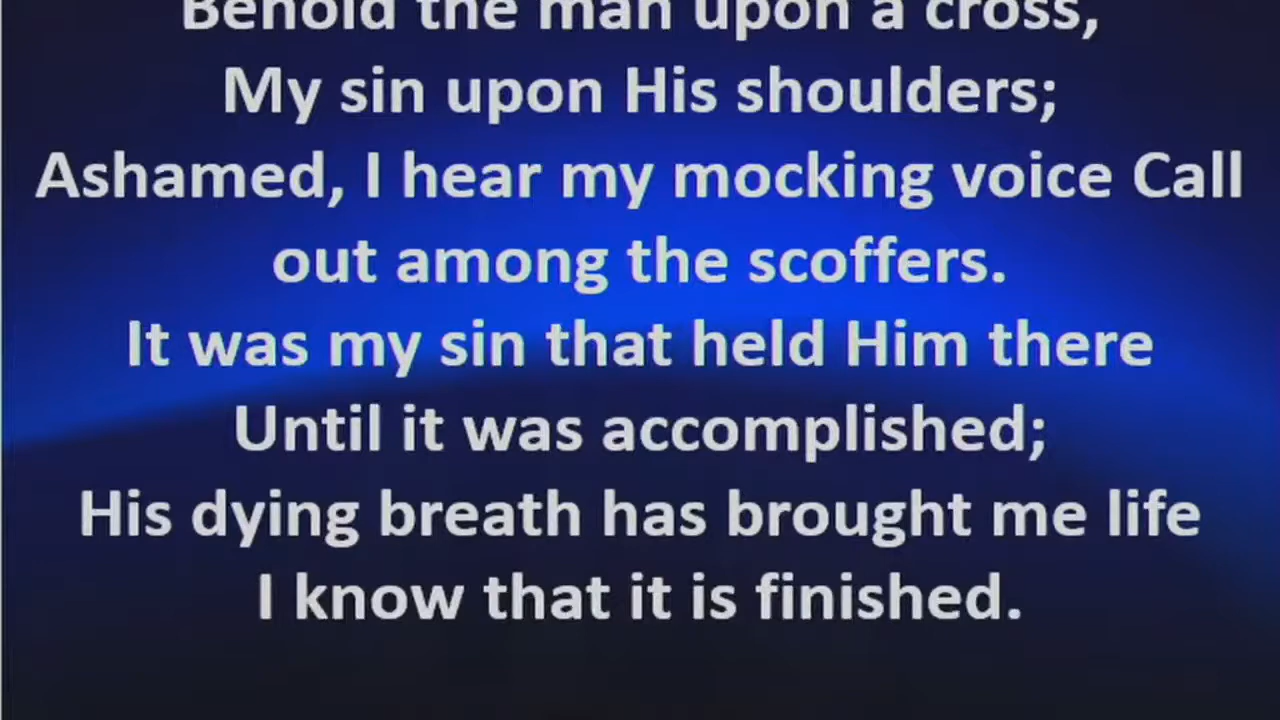 Behold the man upon a cross,
My sin upon His shoulders;
Ashamed, I hear my mocking voice Call
out among the scoffers.
It was my sin that held Him there
Until it was accomplished;
His dying breath has brought me life
I know that it is finished.